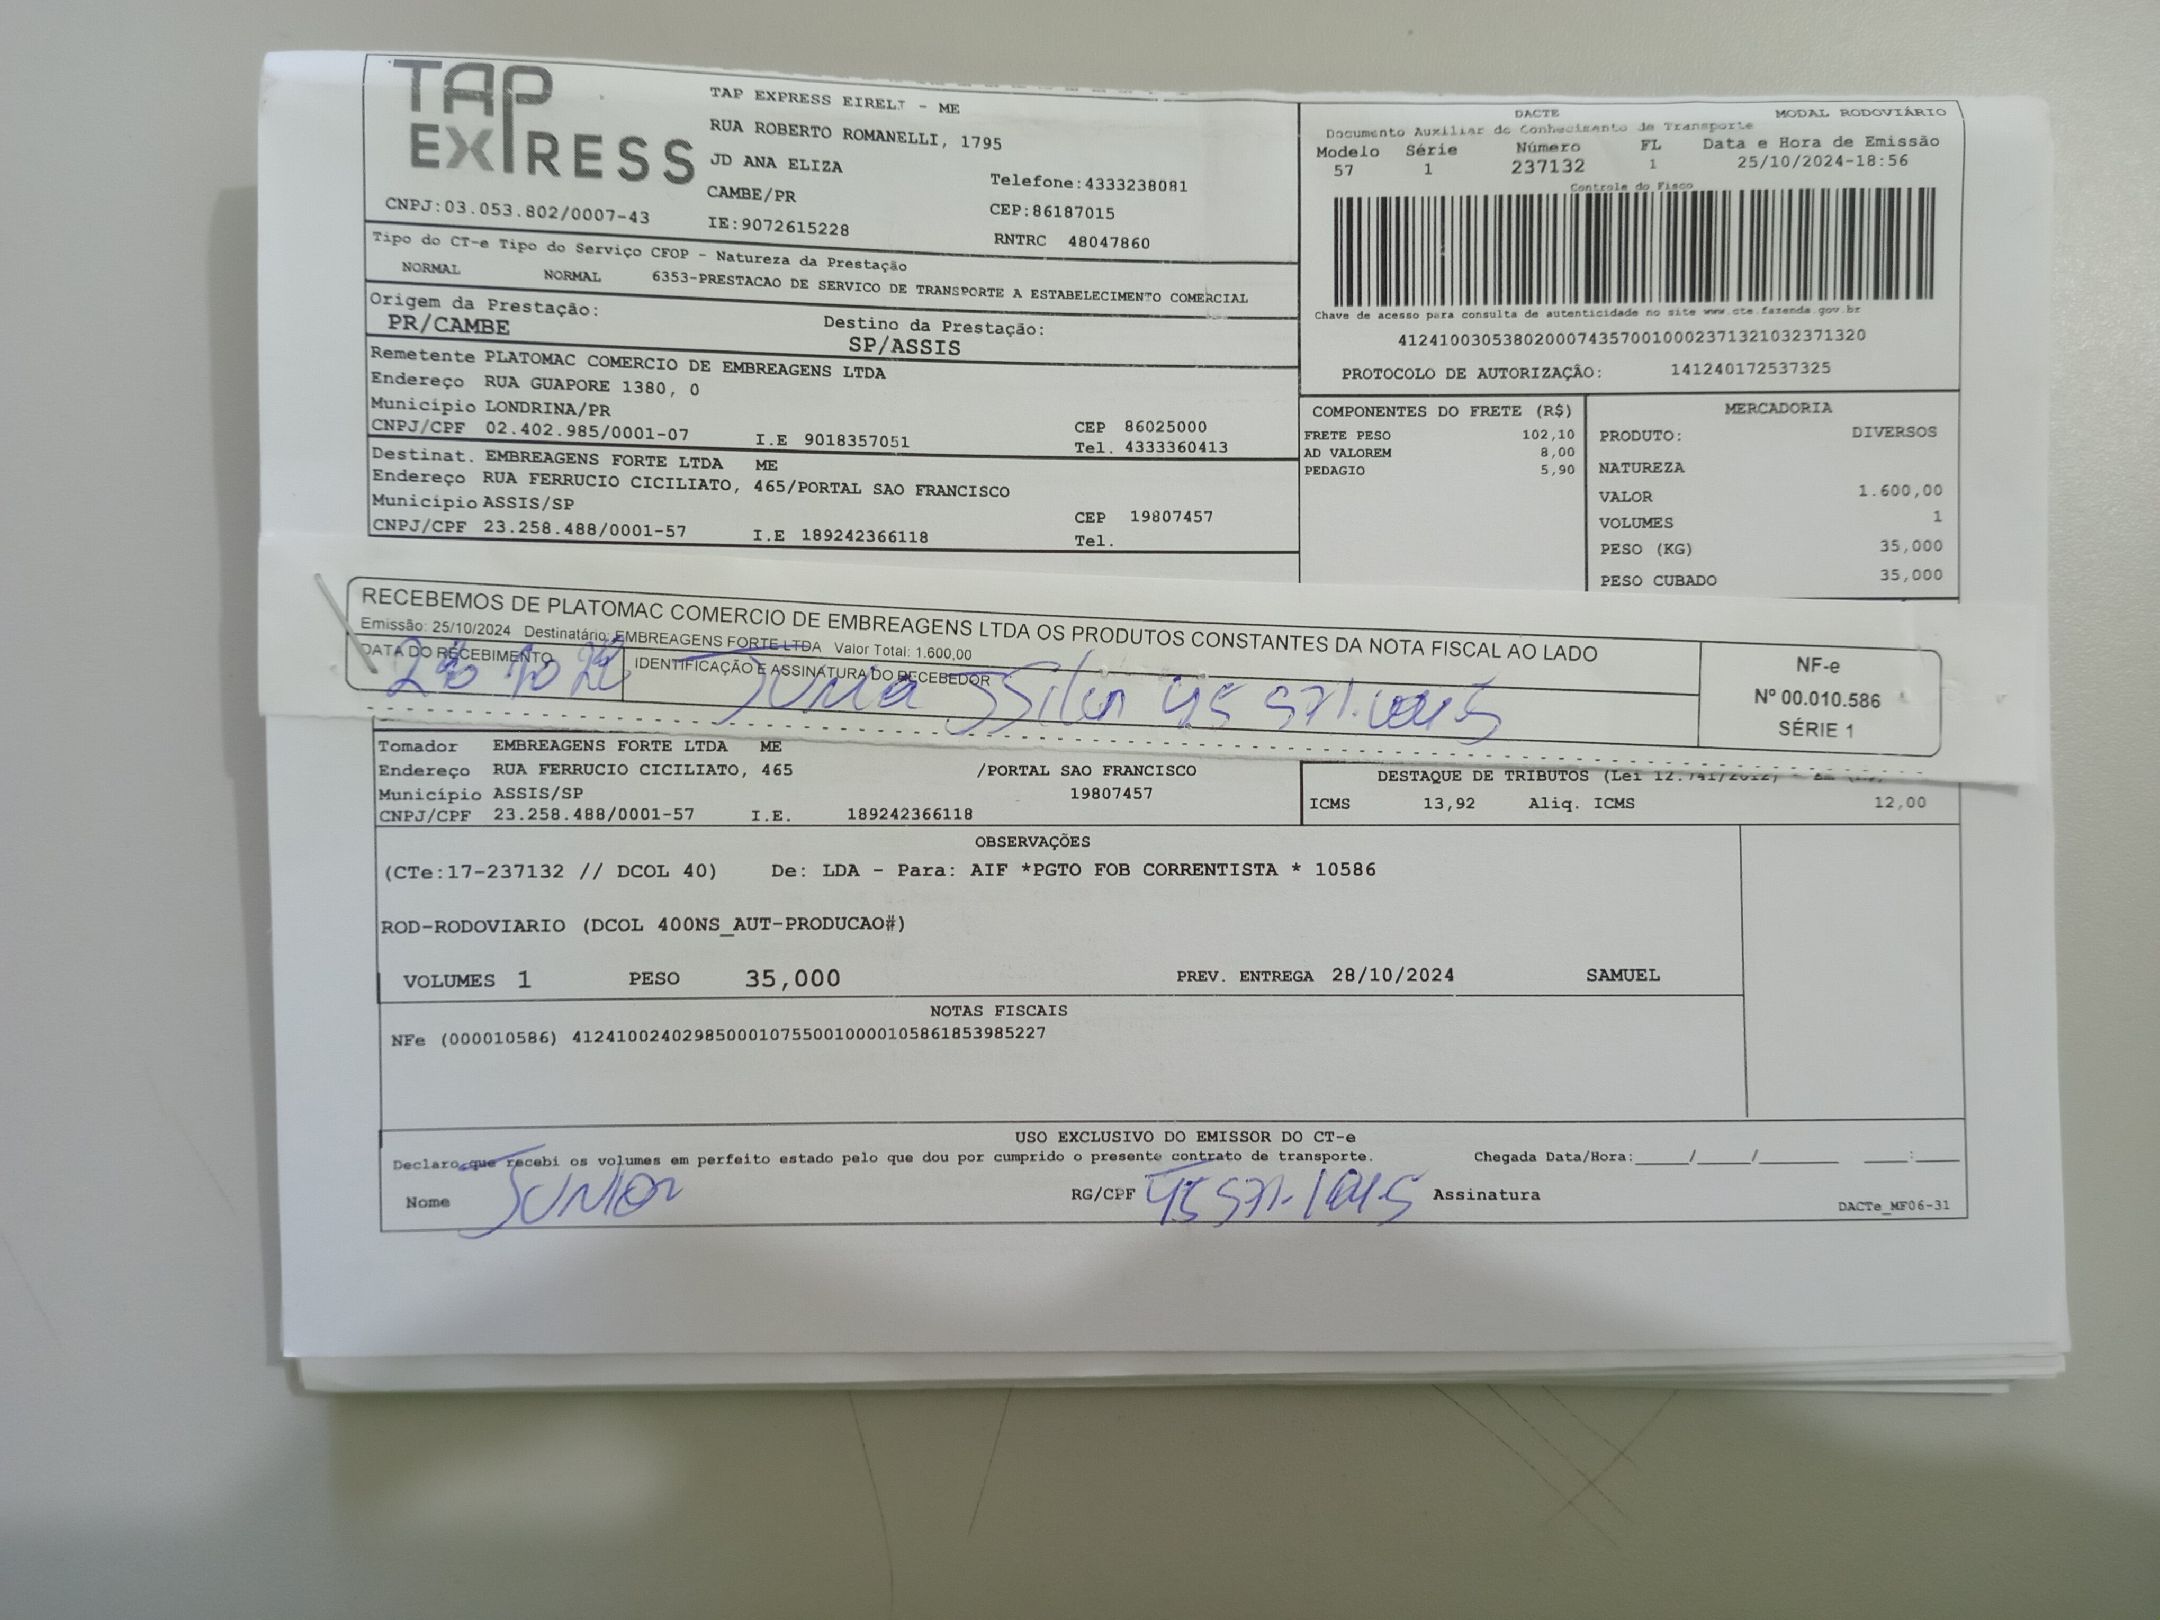 TAP
EXPRESS
TAP EXPRESS EIRELI - ME
RUA ROBERTO ROMANELLI, 1795
JD ANA ELIZA
CAMBE/PR
Telefone:4333238081
CEP:86187015
CNPJ:03.053.802/0007-43
IE:9072615228
RNTRC 48047860
DACTE MODAL RODOVIÁRIO
Documento Auxiliar do Conhecimento de Transporte
Modelo Série Número FL Data e Hora de Emissão
57 1 237132 1 25/10/2024-18:56
Controle do Fisco
Chave de acesso para consulta de autenticidade no site www.cte.fazenda.gov.br
41241003053802000743570010002371321032371320
PROTOCOLO DE AUTORIZAÇÃO: 141240172537325
Tipo do CT-e Tipo do Serviço CFOP - Natureza da Prestação
NORMAL NORMAL 6353-PRESTACAO DE SERVICO DE TRANSPORTE A ESTABELECIMENTO COMERCIAL
Origem da Prestação: Destino da Prestação:
PR/CAMBE SP/ASSIS
Remetente PLATOMAC COMERCIO DE EMBREAGENS LTDA
Endereço RUA GUAPORE 1380, 0
Município LONDRINA/PR CEP 86025000
CNPJ/CPF 02.402.985/0001-07 I.E 9018357051 Tel. 4333360413
Destinat. EMBREAGENS FORTE LTDA ME
Endereço RUA FERRUCIO CICILIATO, 465/PORTAL SAO FRANCISCO
Município ASSIS/SP CEP 19807457
CNPJ/CPF 23.258.488/0001-57 I.E 189242366118 Tel.
COMPONENTES DO FRETE (R$)
FRETE PESO 102,10
AD VALOREM 8,00
PEDAGIO 5,90
MERCADORIA
PRODUTO: DIVERSOS
NATUREZA
VALOR 1.600,00
VOLUMES 1
PESO (KG) 35,000
PESO CUBADO 35,000
RECEBEMOS DE PLATOMAC COMERCIO DE EMBREAGENS LTDA OS PRODUTOS CONSTANTES DA NOTA FISCAL AO LADO
Emissão: 25/10/2024 Destinatário: EMBREAGENS FORTE LTDA Valor Total: 1.600,00
DATA DO RECEBIMENTO IDENTIFICAÇÃO E ASSINATURA DO RECEBEDOR
NF-e
Nº 00.010.586
SÉRIE 1
Tomador EMBREAGENS FORTE LTDA ME
Endereço RUA FERRUCIO CICILIATO, 465 /PORTAL SAO FRANCISCO
Município ASSIS/SP 19807457
CNPJ/CPF 23.258.488/0001-57 I.E. 189242366118
DESTAQUE DE TRIBUTOS (Lei 12.741/2012)
ICMS 13,92 Aliq. ICMS 12,00
OBSERVAÇÕES
(CTe:17-237132 // DCOL 40) De: LDA - Para: AIF *PGTO FOB CORRENTISTA * 10586
ROD-RODOVIARIO (DCOL 400NS_AUT-PRODUCAO#)
VOLUMES 1 PESO 35,000 PREV. ENTREGA 28/10/2024 SAMUEL
NOTAS FISCAIS
NFe (000010586) 41241002402985000107550010000105861853985227
USO EXCLUSIVO DO EMISSOR DO CT-e
Declaro que recebi os volumes em perfeito estado pelo que dou por cumprido o presente contrato de transporte. Chegada Data/Hora:____/____/______ ___:___
Nome JUNIOR RG/CPF Assinatura
DACTe_MF06-31